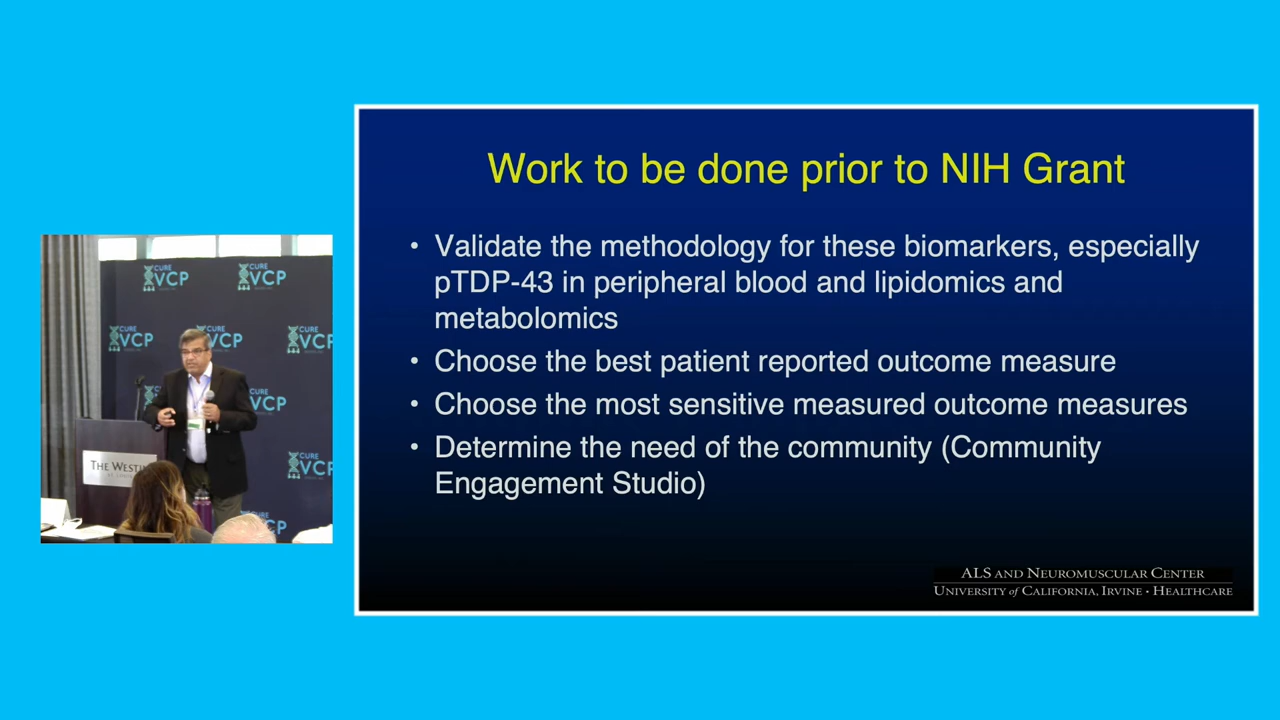 CURE
VCP
CURE
VCP
CURE
VCP
CURE
VCP
CURE
VCP
VCP
CURE
VCP
THE WESTIN
Work to be done prior to NIH Grant
• Validate the methodology for these biomarkers, especially
pTDP-43 in peripheral blood and lipidomics and
metabolomics
• Choose the best patient reported outcome measure
• Choose the most sensitive measured outcome measures
• Determine the need of the community (Community
Engagement Studio)
ALS AND NEUROMUSCULAR CENTER
UNIVERSITY of CALIFORNIA, IRVINE • HEALTHCARE